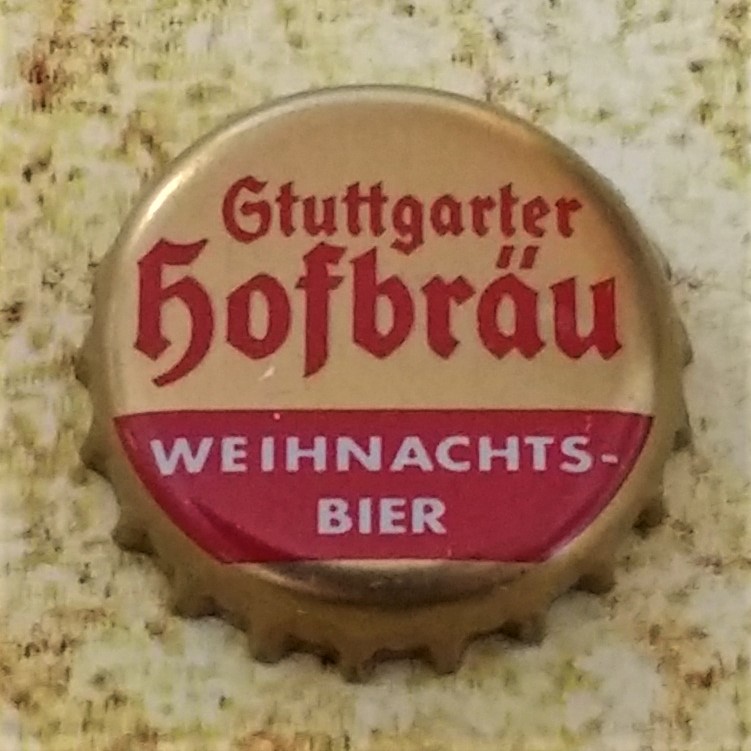 Stuttgarter
Hofbräu
WEIHNACHTS-
BIER